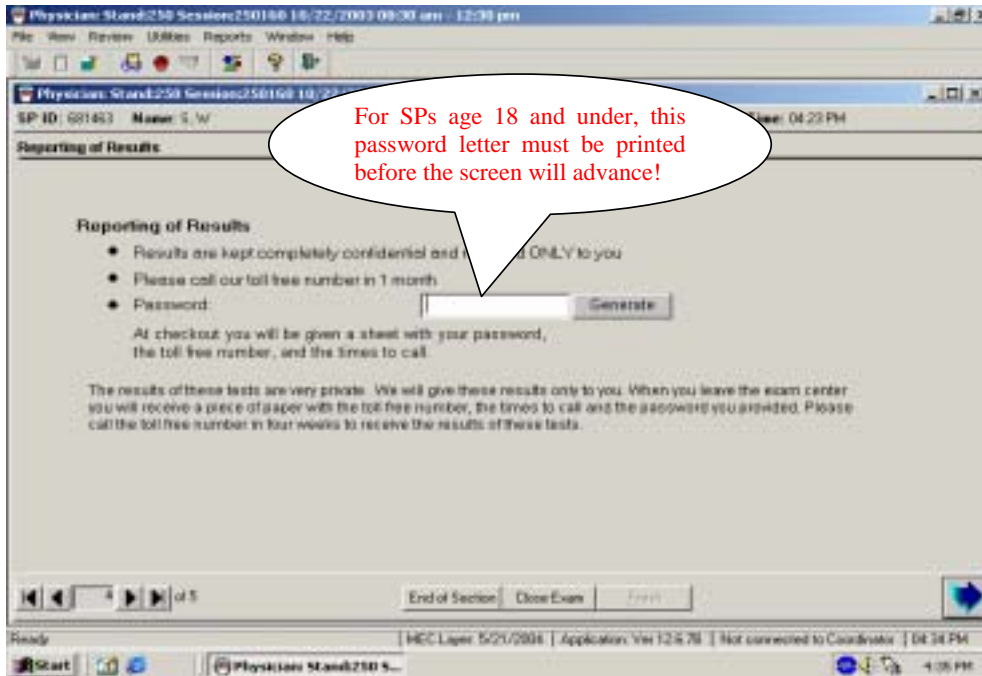 Physician: Stand:250 Session:250160 10/22/2003 08:30 am - 12:30 pm
File View Review Utilities Reports Window Help
Physician: Stand:250 Session:250160 10/22
SP ID: 681463 Name: S, W Time: 04:23 PM
Reporting of Results
For SPs age 18 and under, this
password letter must be printed
before the screen will advance!
Reporting of Results
• Results are kept completely confidential and ONLY to you
• Please call our toll free number in 1 month
• Password: Generate
At checkout you will be given a sheet with your password,
the toll free number, and the times to call.
The results of these tests are very private. We will give these results only to you. When you leave the exam center
you will receive a piece of paper with the toll free number, the times to call and the password you provided. Please
call the toll free number in four weeks to receive the results of these tests.
4 of 5 End of Section Close Exam Finish
Ready MEC Layer: 5/21/2004 Application: Ver 12.6.78 Not connected to Coordinator 04:34 PM
Start Physician: Stand:250 S... 4:35 PM